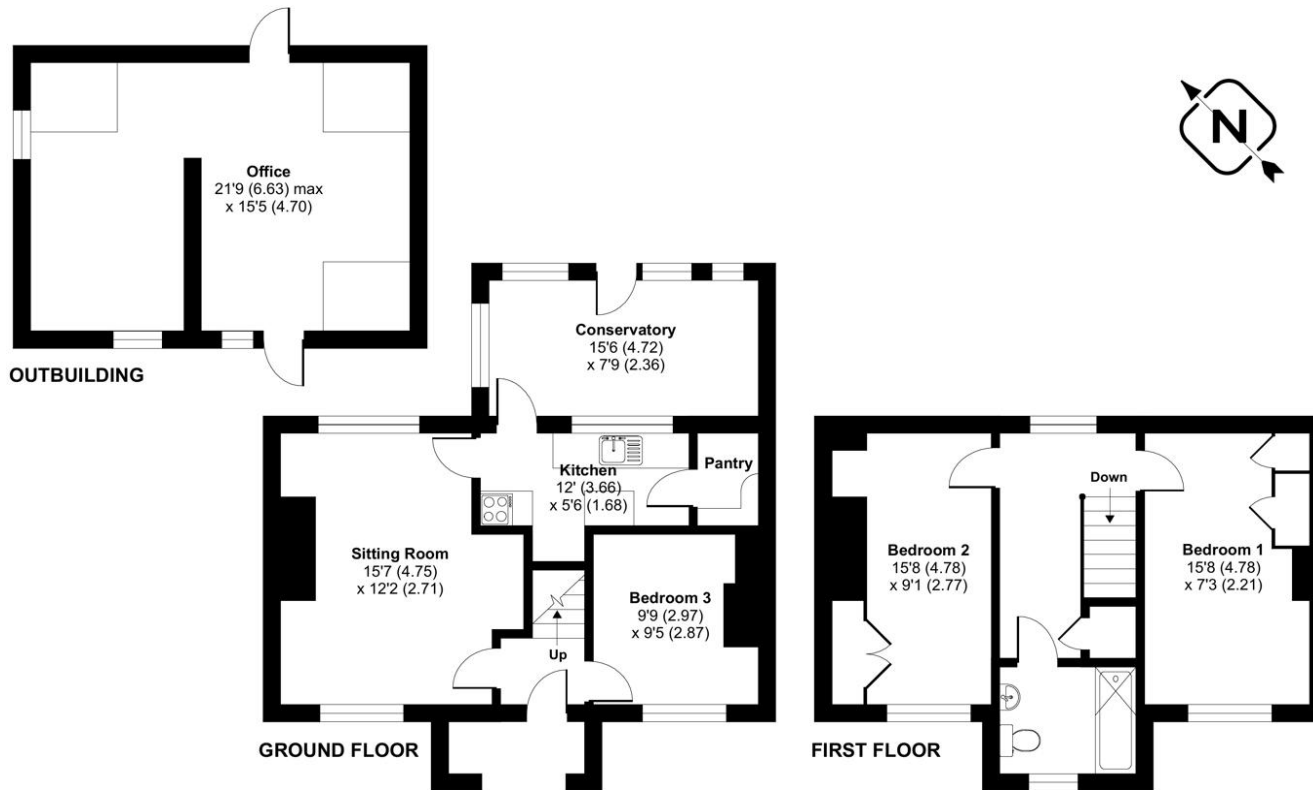 N
Office
21'9 (6.63) max
x 15'5 (4.70)
OUTBUILDING
Conservatory
15'6 (4.72)
x 7'9 (2.36)
Kitchen
12' (3.66)
x 5'6 (1.68)
Pantry
Sitting Room
15'7 (4.75)
x 12'2 (2.71)
Bedroom 3
9'9 (2.97)
x 9'5 (2.87)
Up
GROUND FLOOR
Down
Bedroom 2
15'8 (4.78)
x 9'1 (2.77)
Bedroom 1
15'8 (4.78)
x 7'3 (2.21)
FIRST FLOOR